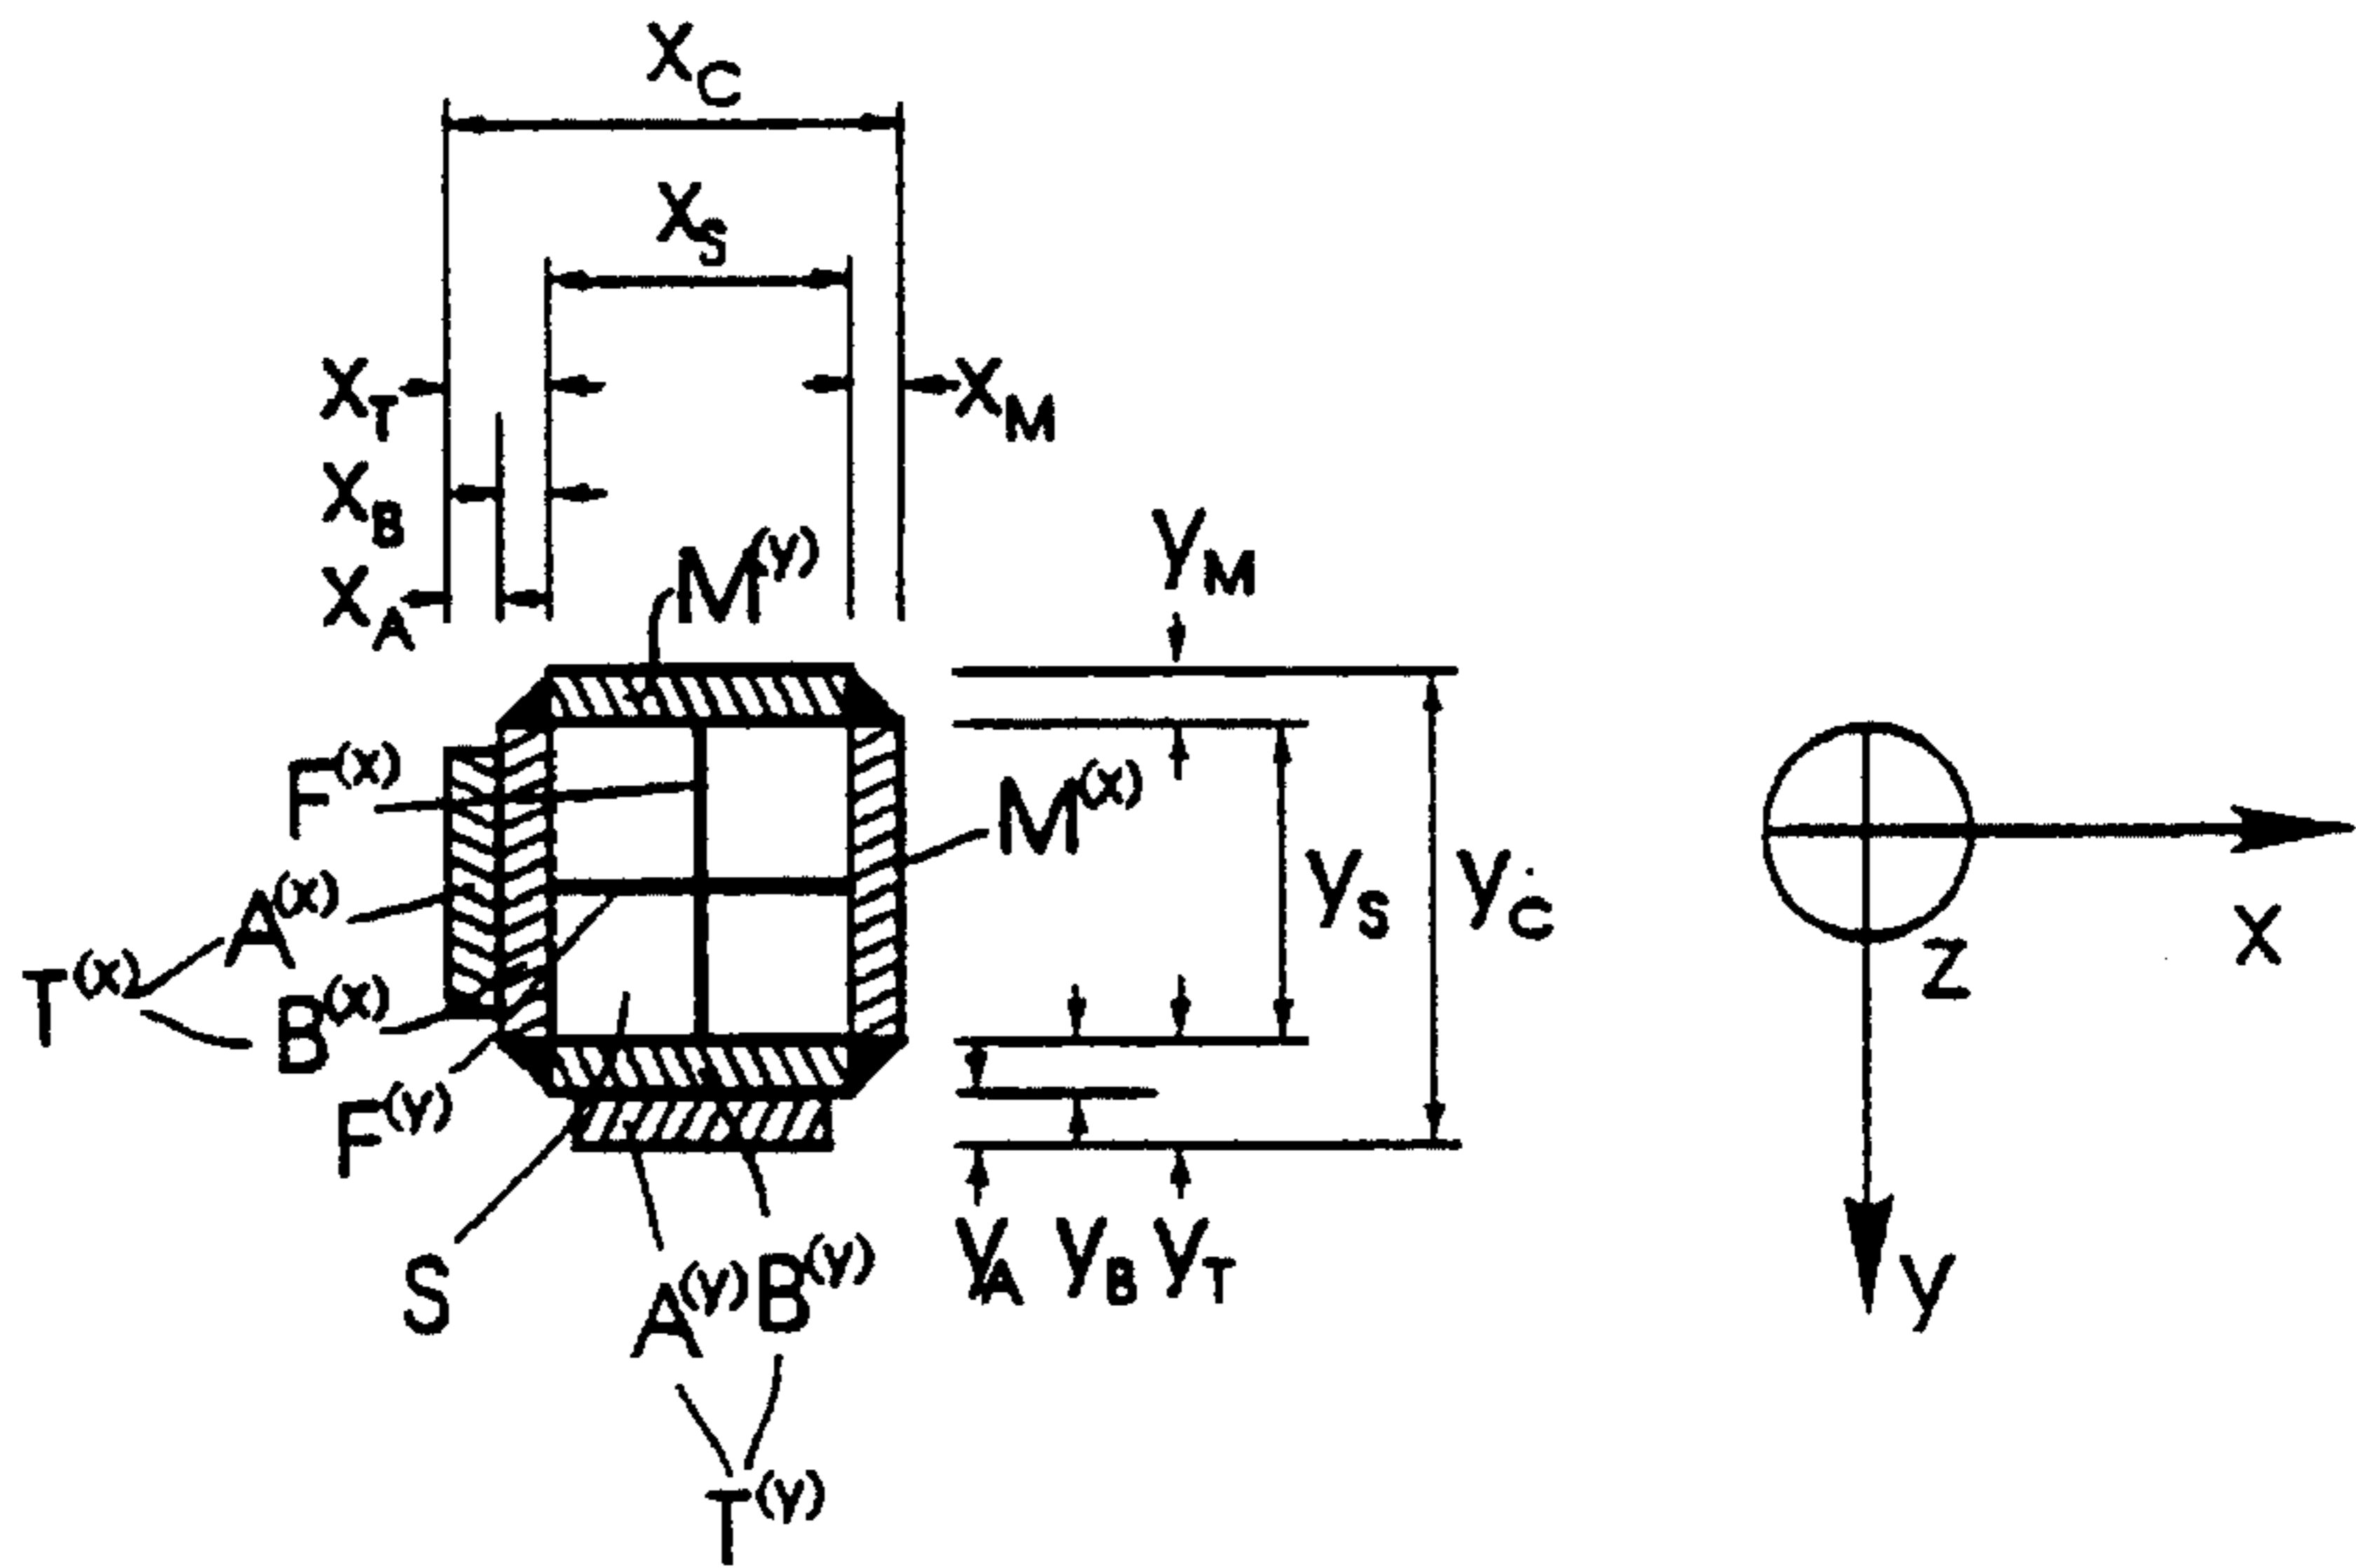 X_C
X_S
X_T X_M
X_B
M^(y) Y_M
X_A
F^(x)
M^(x)
A^(x) Y_S Y_C X
T^(x) Z
B^(x)
F^(y)
Y_A Y_B Y_T
S A^(y) B^(y) y
T^(y)